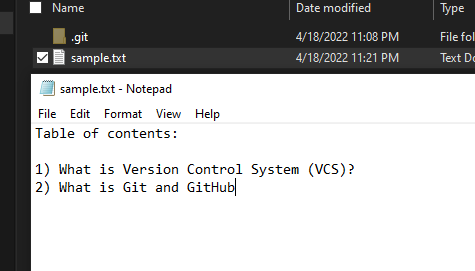 Name Date modified Type
.git 4/18/2022 11:08 PM File fol
sample.txt 4/18/2022 11:21 PM Text Do
sample.txt - Notepad
File Edit Format View Help
Table of contents:
1) What is Version Control System (VCS)?
2) What is Git and GitHub